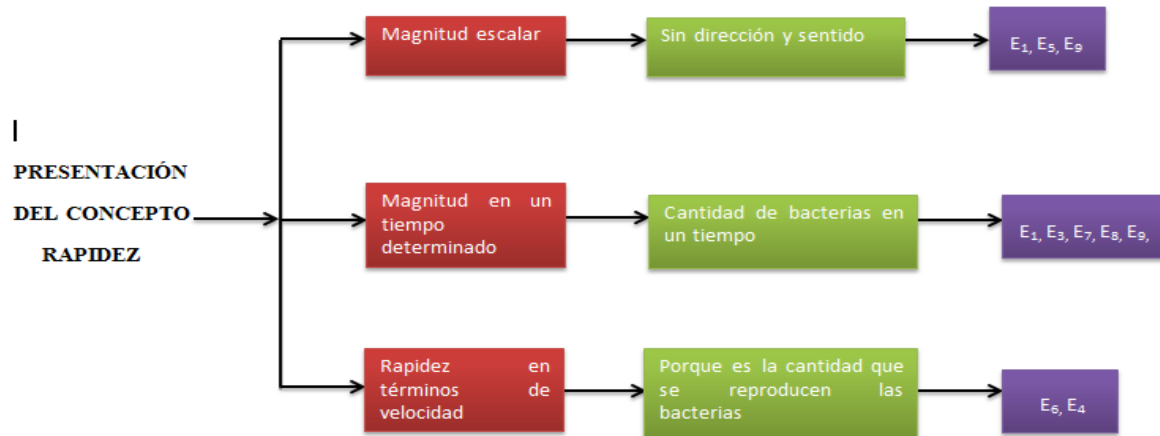 PRESENTACIÓN
DEL CONCEPTO
RAPIDEZ
Magnitud escalar
Sin dirección y sentido
E₁, E₅, E₉
Magnitud en un
tiempo
determinado
Cantidad de bacterias en
un tiempo
E₁, E₃, E₇, E₈, E₉,
Rapidez en
términos de
velocidad
Porque es la cantidad que
se reproducen las
bacterias
E₆, E₄